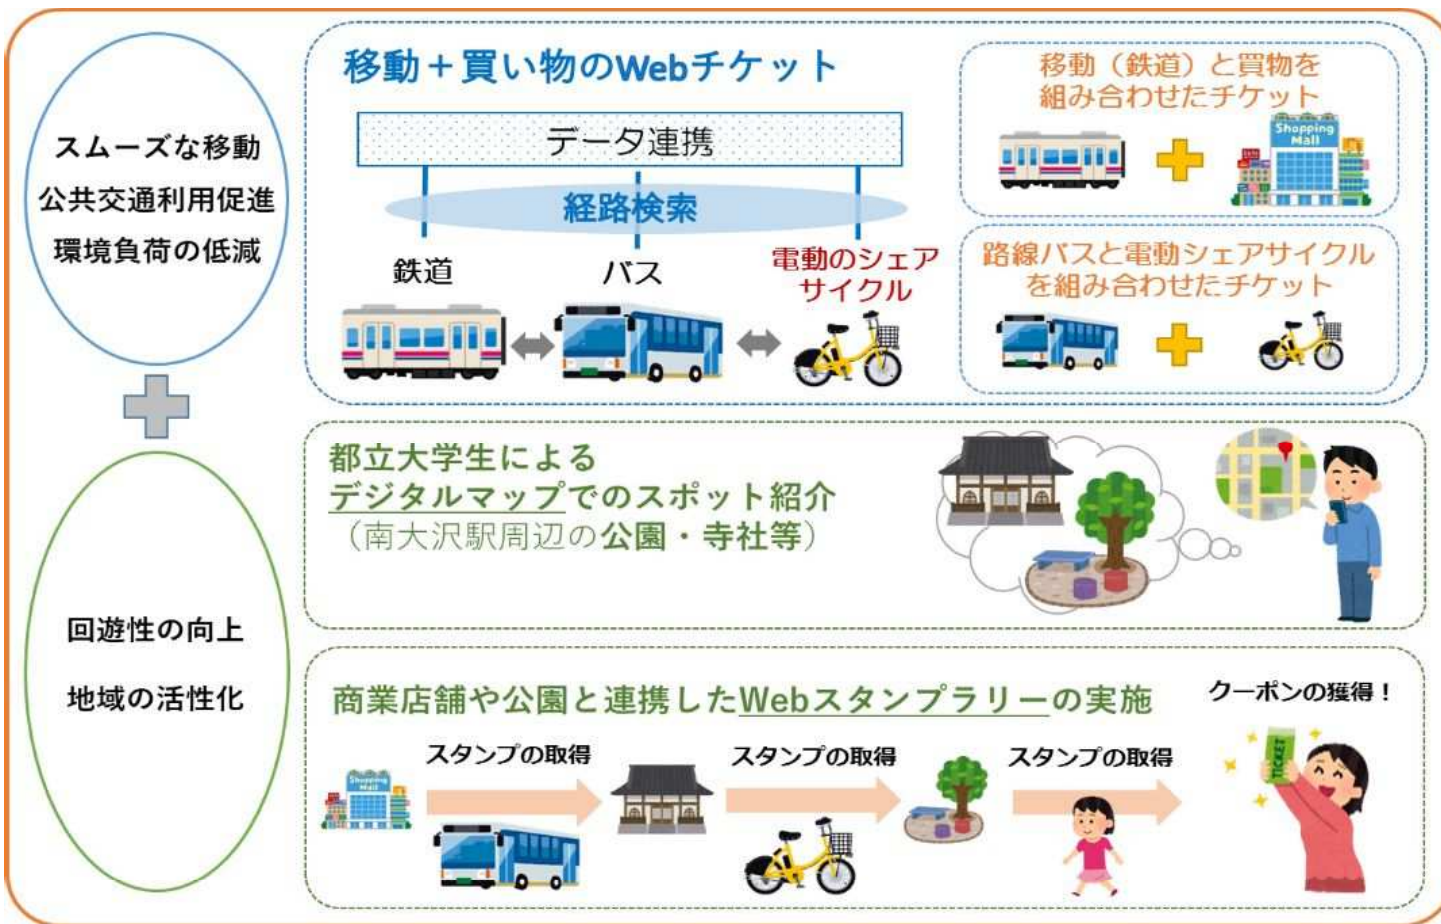 スムーズな移動
公共交通利用促進
環境負荷の低減
回遊性の向上
地域の活性化
移動＋買い物のWebチケット
データ連携
経路検索
鉄道
バス
電動のシェア
サイクル
移動（鉄道）と買物を
組み合わせたチケット
Shopping
Mall
路線バスと電動シェアサイクル
を組み合わせたチケット
都立大学生による
デジタルマップでのスポット紹介
（南大沢駅周辺の公園・寺社等）
商業店舗や公園と連携したWebスタンプラリーの実施
クーポンの獲得！
スタンプの取得
スタンプの取得
スタンプの取得
Shopping
Mall
TICKET